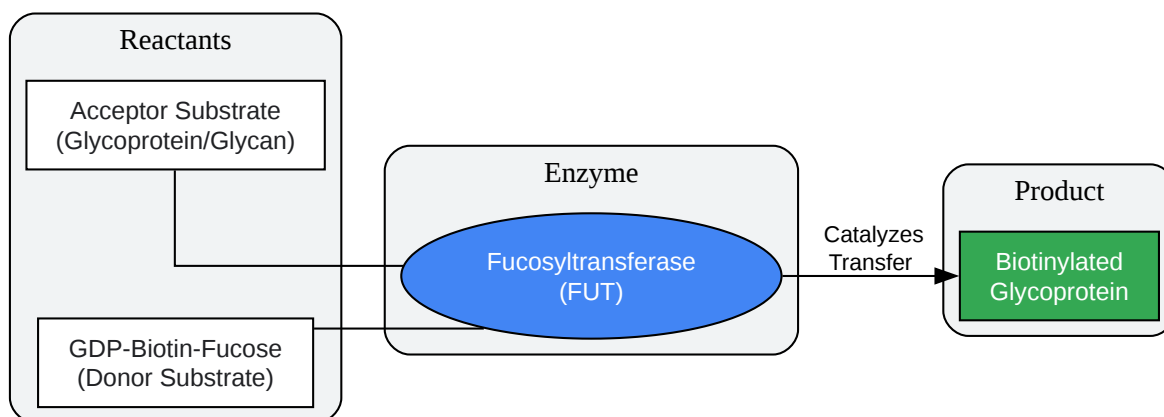 Reactants
Acceptor Substrate
(Glycoprotein/Glycan)
GDP-Biotin-Fucose
(Donor Substrate)
Enzyme
Fucosyltransferase
(FUT)
Catalyzes
Transfer
Product
Biotinylated
Glycoprotein